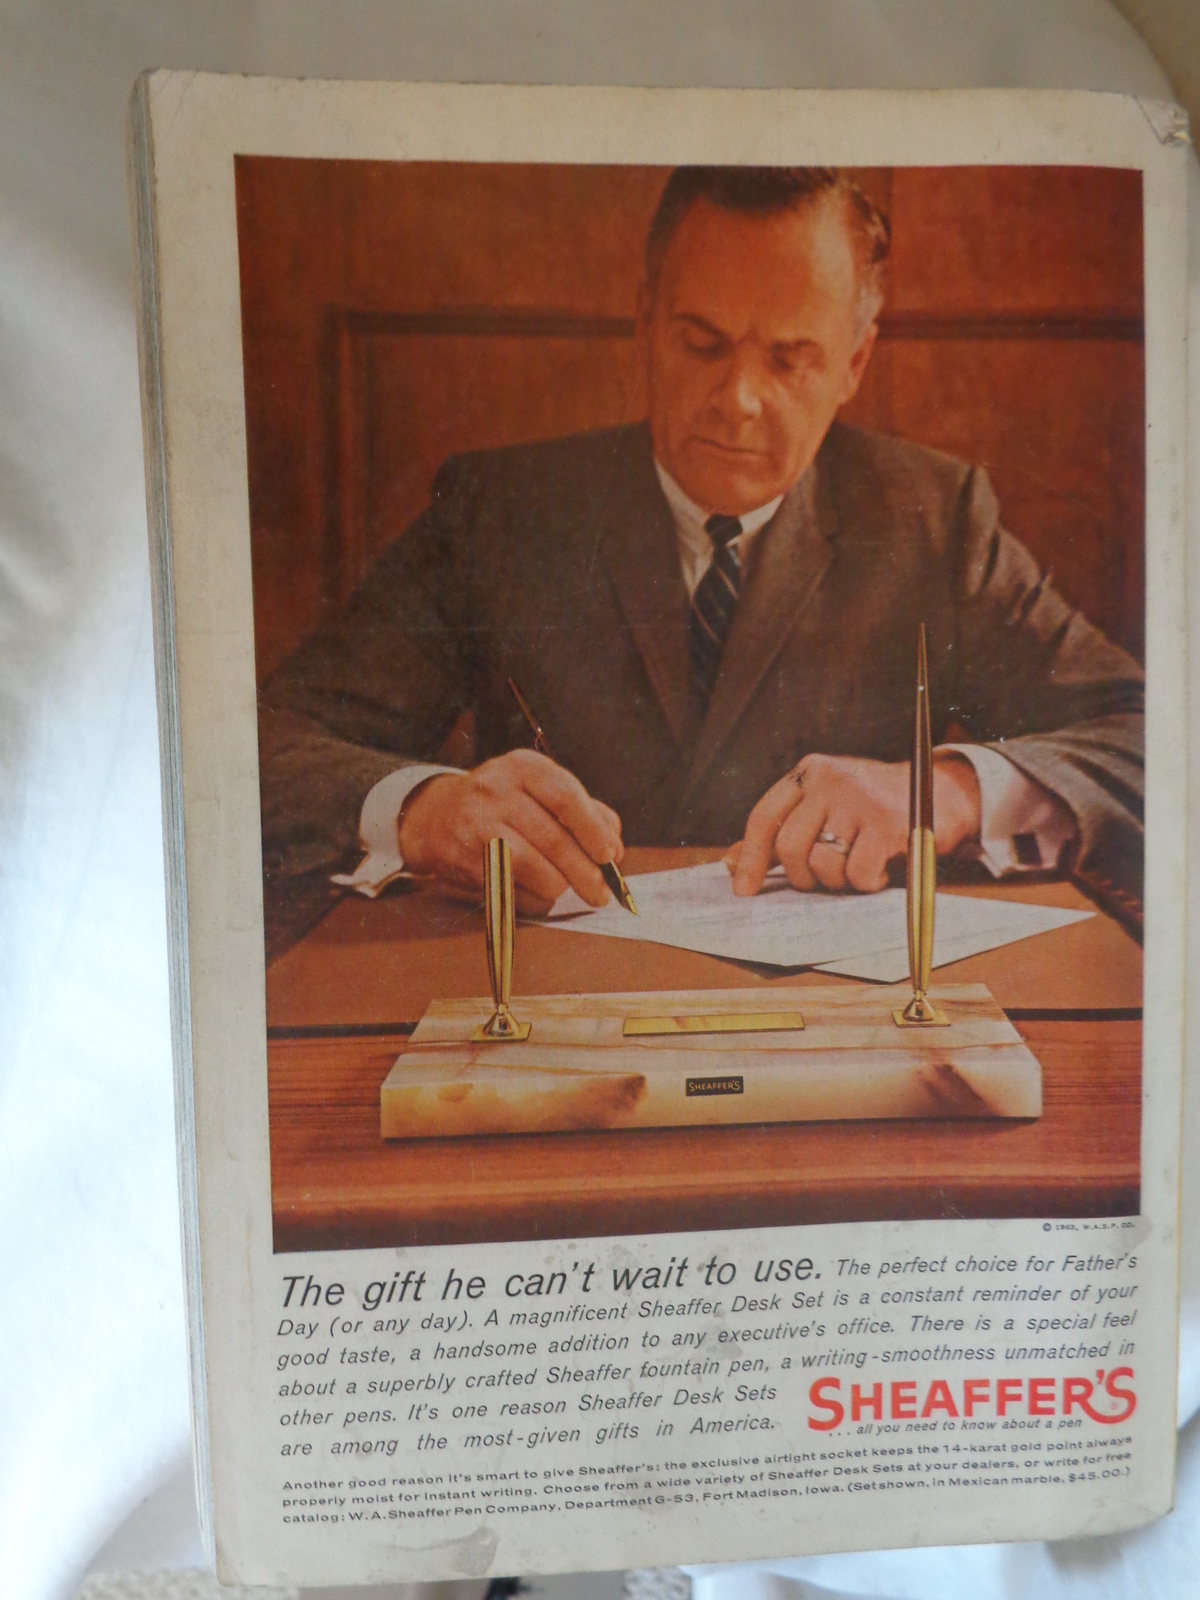 SHEAFFER'S
© 1963, W.A.S.P. CO.
The gift he can't wait to use. The perfect choice for Father's
Day (or any day). A magnificent Sheaffer Desk Set is a constant reminder of your
good taste, a handsome addition to any executive's office. There is a special feel
about a superbly crafted Sheaffer fountain pen, a writing-smoothness unmatched in
other pens. It's one reason Sheaffer Desk Sets
are among the most-given gifts in America.
SHEAFFER'S®
... all you need to know about a pen
Another good reason it's smart to give Sheaffer's: the exclusive airtight socket keeps the 14-karat gold point always
properly moist for instant writing. Choose from a wide variety of Sheaffer Desk Sets at your dealers, or write for free
catalog: W.A. Sheaffer Pen Company, Department G-53, Fort Madison, Iowa. (Set shown, in Mexican marble, $45.00.)